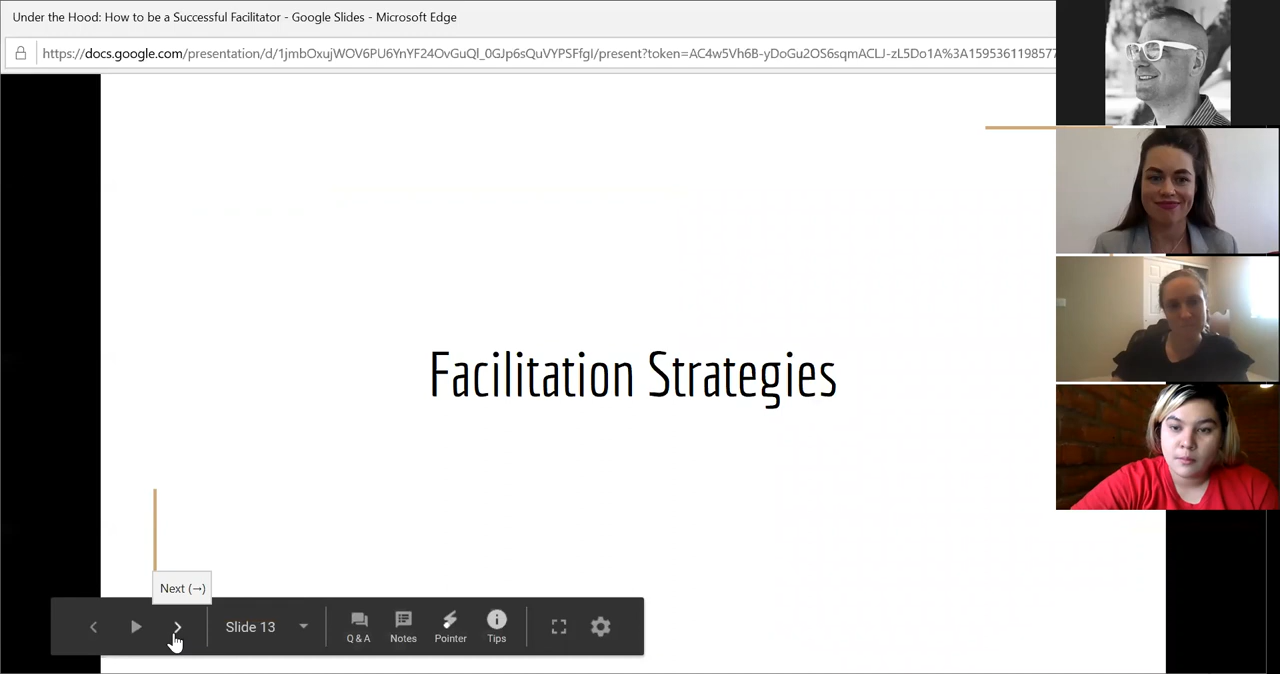 Under the Hood: How to be a Successful Facilitator - Google Slides - Microsoft Edge
https://docs.google.com/presentation/d/1jmbOxujWOV6PU6YnYF24OvGuQl_0GJp6sQuVYPSFfgI/present?token=AC4w5Vh6B-yDoGu2OS6sqmACLJ-zL5Do1A%3A1595361198577
Facilitation Strategies
Next (→)
Slide 13
Q & A
Notes
Pointer
Tips